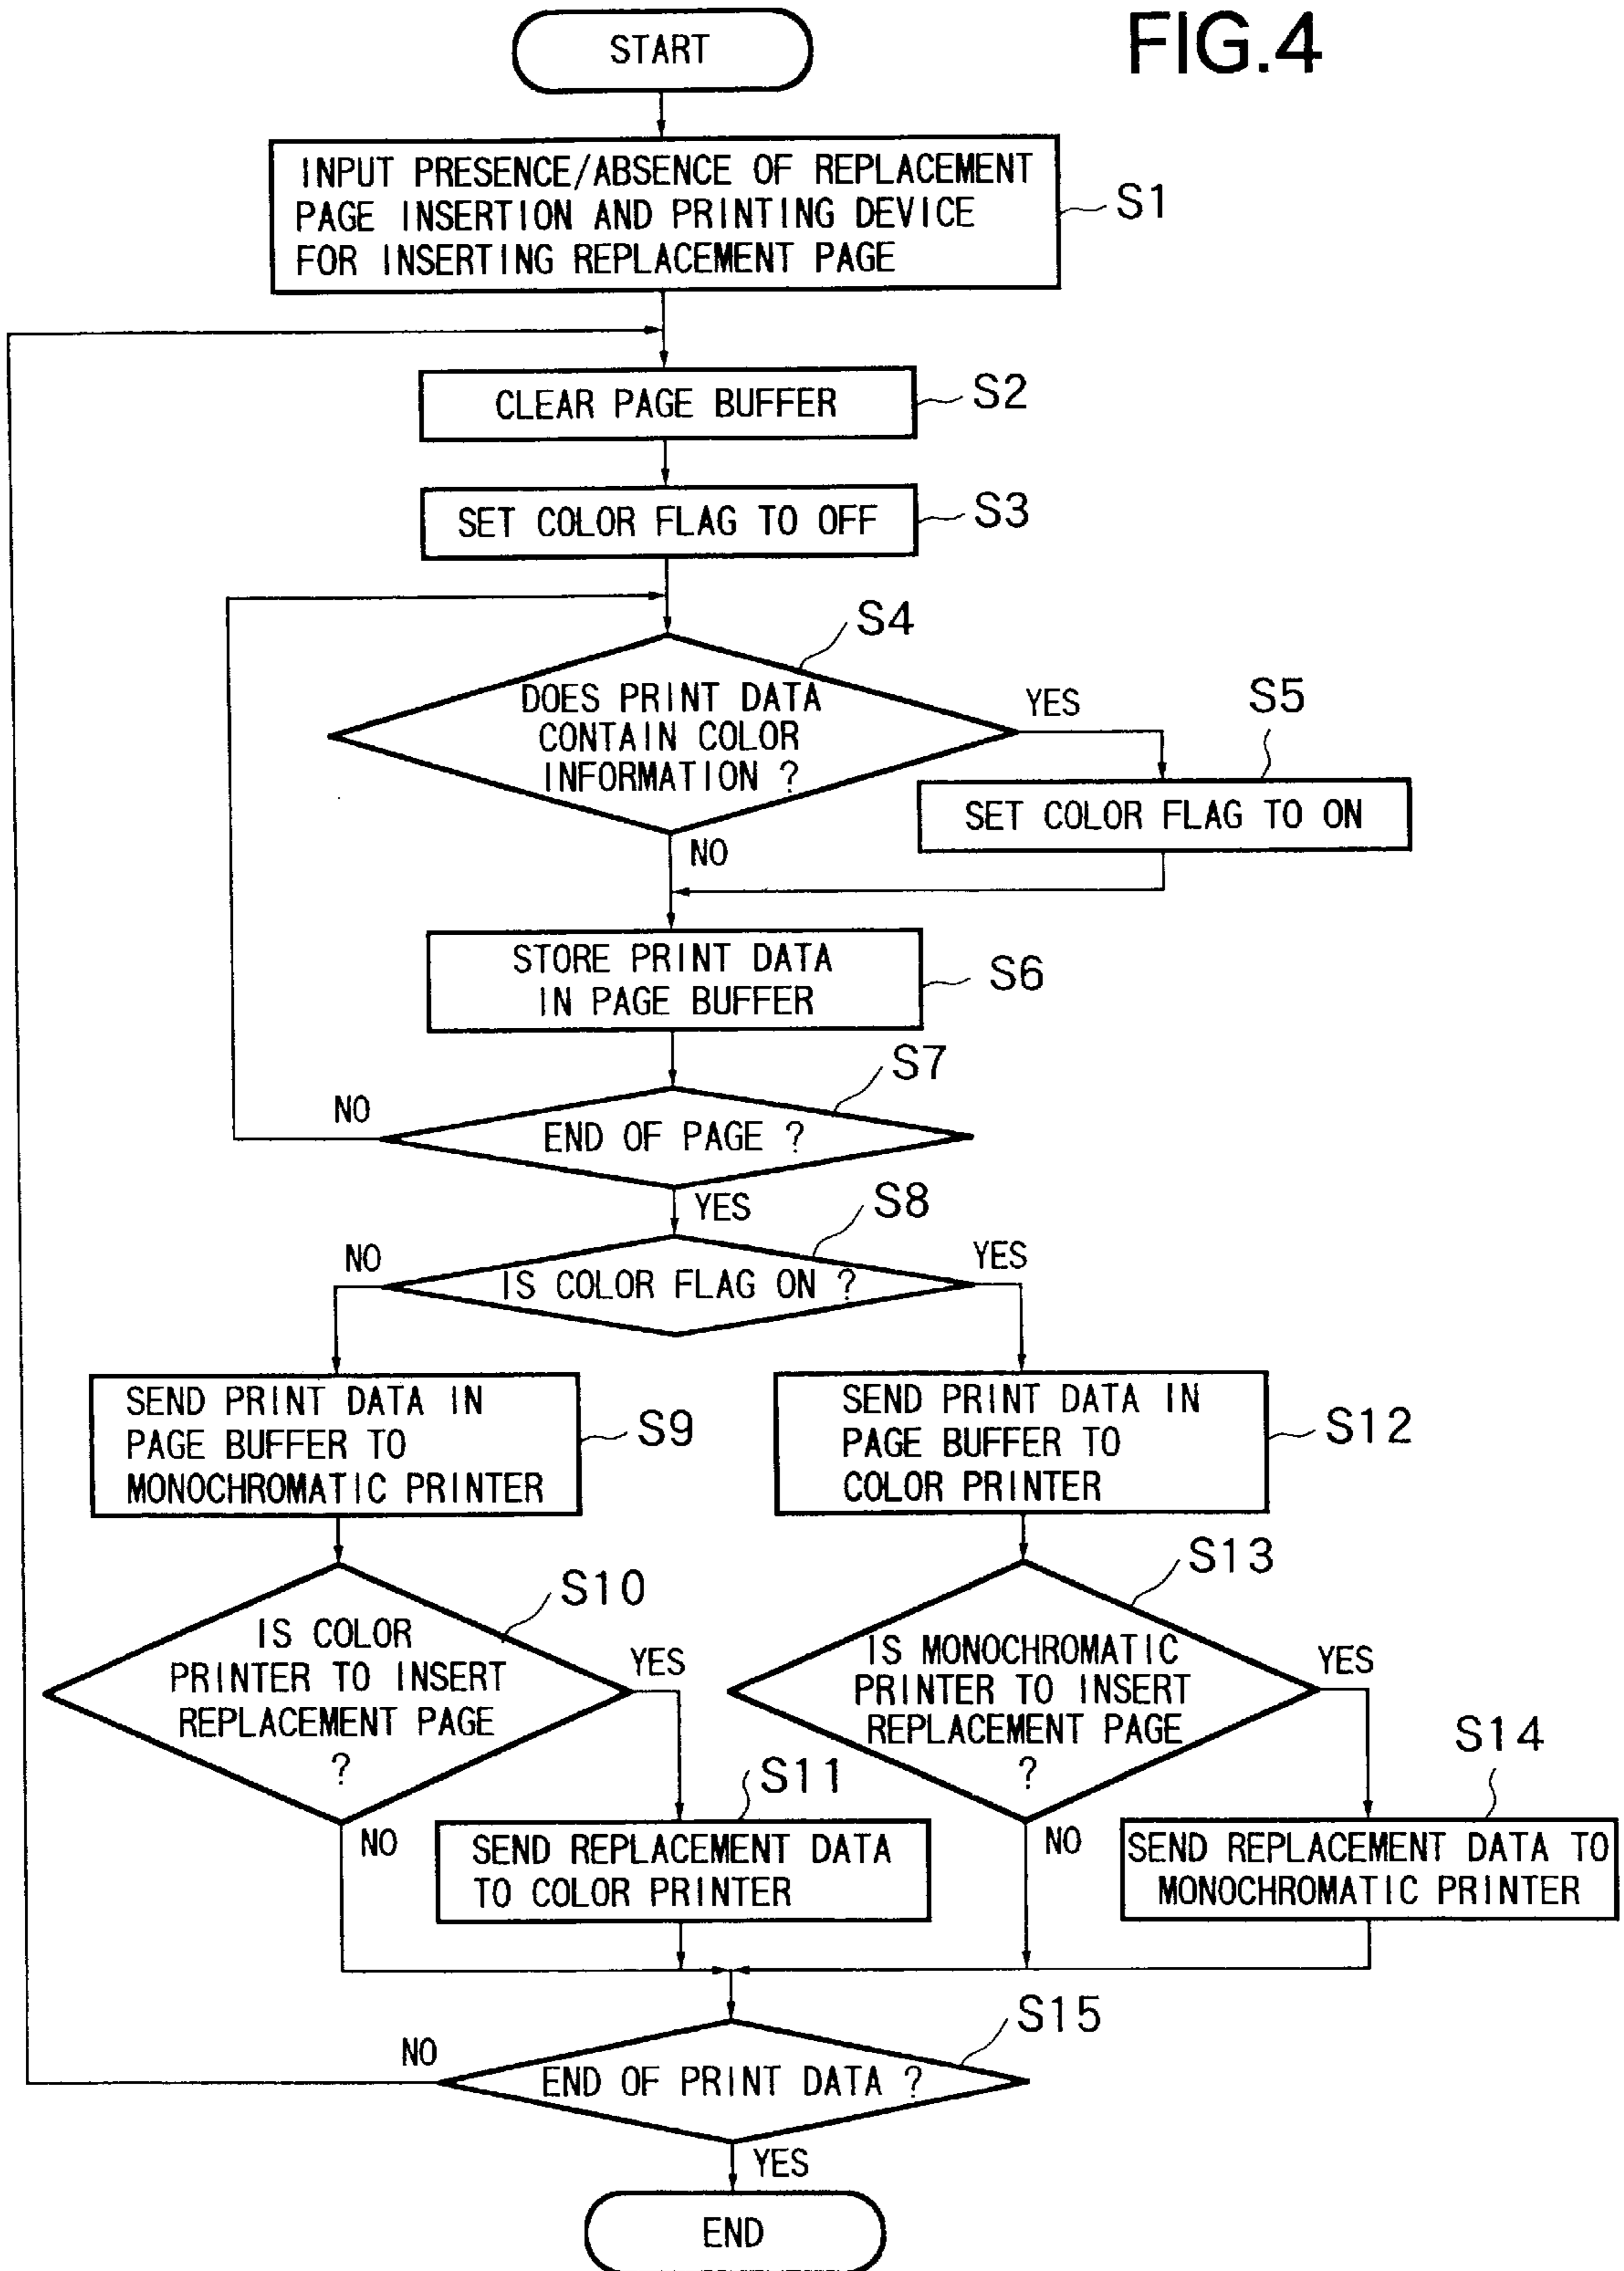 FIG.4
START
INPUT PRESENCE/ABSENCE OF REPLACEMENT
PAGE INSERTION AND PRINTING DEVICE
FOR INSERTING REPLACEMENT PAGE
S1
CLEAR PAGE BUFFER
S2
SET COLOR FLAG TO OFF
S3
S4
DOES PRINT DATA
CONTAIN COLOR
INFORMATION ?
YES
S5
SET COLOR FLAG TO ON
NO
STORE PRINT DATA
IN PAGE BUFFER
S6
S7
NO
END OF PAGE ?
YES
S8
NO
IS COLOR FLAG ON ?
YES
SEND PRINT DATA IN
PAGE BUFFER TO
MONOCHROMATIC PRINTER
S9
SEND PRINT DATA IN
PAGE BUFFER TO
COLOR PRINTER
S12
S10
IS COLOR
PRINTER TO INSERT
REPLACEMENT PAGE
?
YES
NO
S11
SEND REPLACEMENT DATA
TO COLOR PRINTER
S13
IS MONOCHROMATIC
PRINTER TO INSERT
REPLACEMENT PAGE
?
YES
NO
S14
SEND REPLACEMENT DATA TO
MONOCHROMATIC PRINTER
S15
NO
END OF PRINT DATA ?
YES
END